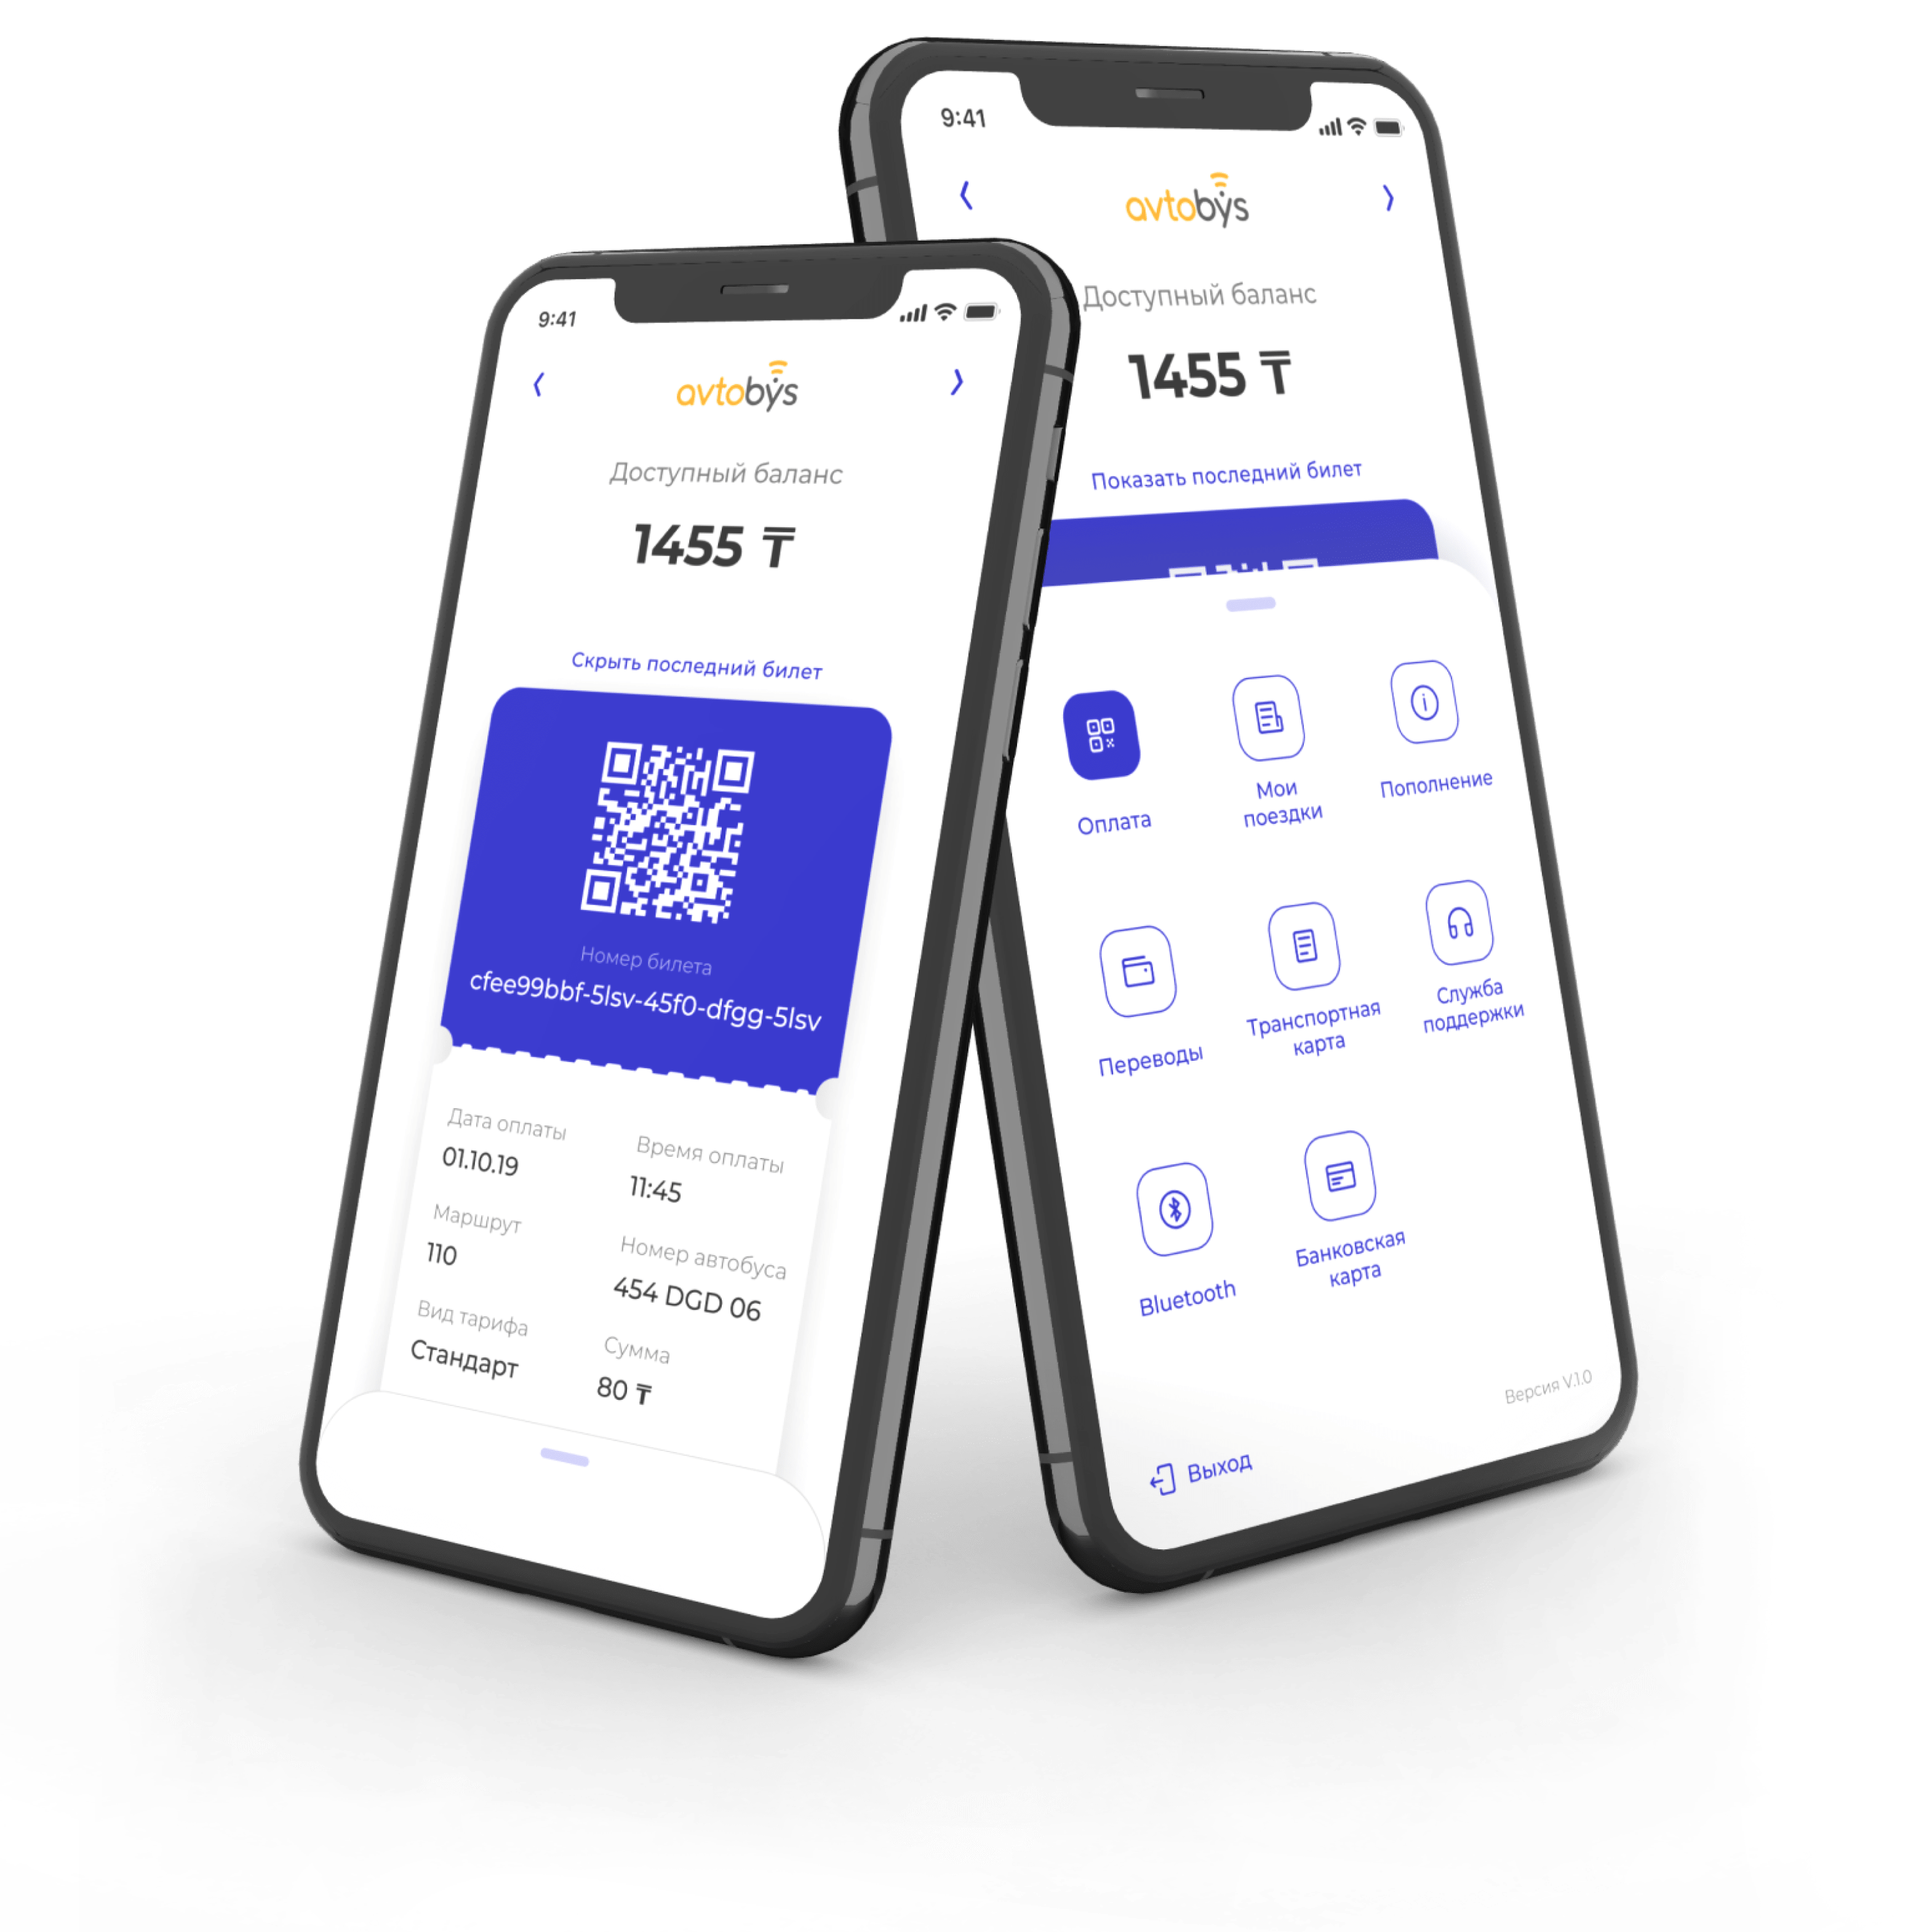 9:41
avtobys
Доступный баланс
1455 ₸
Скрыть последний билет
Номер билета
cfee99bbf-5lsv-45f0-dfgg-5lsv
Дата оплаты
01.10.19
Время оплаты
11:45
Маршрут
110
Номер автобуса
454 DGD 06
Вид тарифа
Стандарт
Сумма
80 ₸
9:41
avtobys
Доступный баланс
1455 ₸
Показать последний билет
Оплата
Мои
поездки
Пополнение
Переводы
Транспортная
карта
Служба
поддержки
Bluetooth
Банковская
карта
Версия V.1.0
Выход